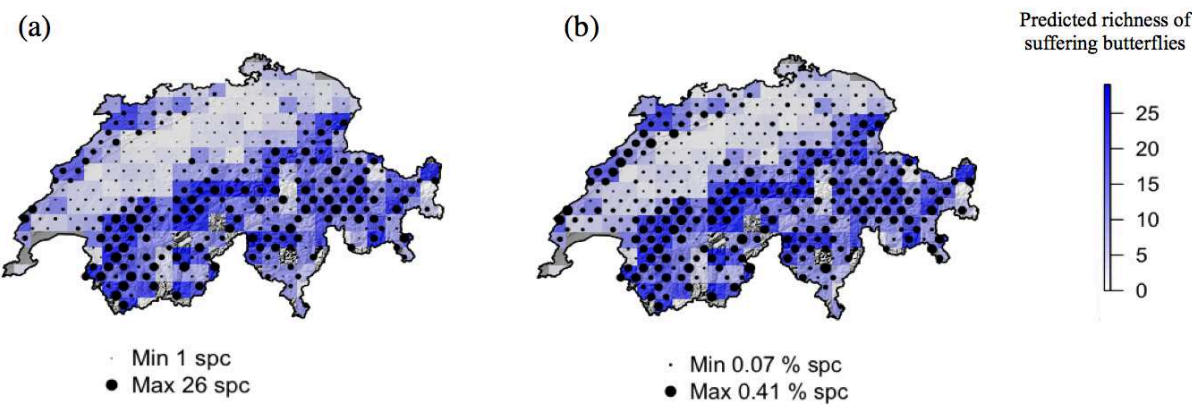 (a)
(b)
Predicted richness of
suffering butterflies
25
20
15
10
5
0
Min 1 spc
Max 26 spc
Min 0.07 % spc
Max 0.41 % spc